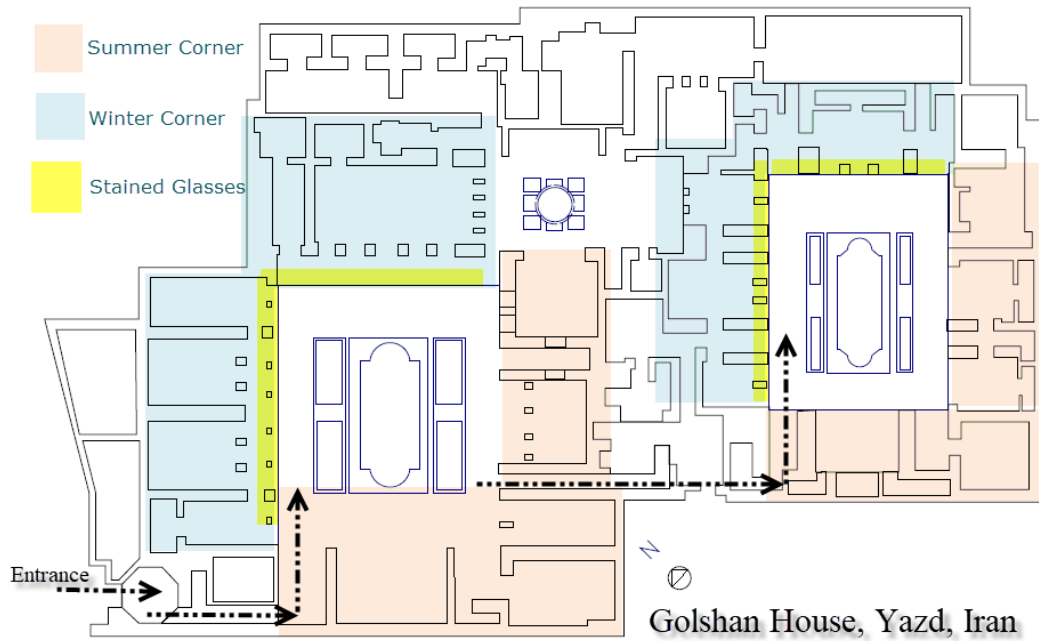 Summer Corner
Winter Corner
Stained Glasses
Entrance
N
Golshan House, Yazd, Iran